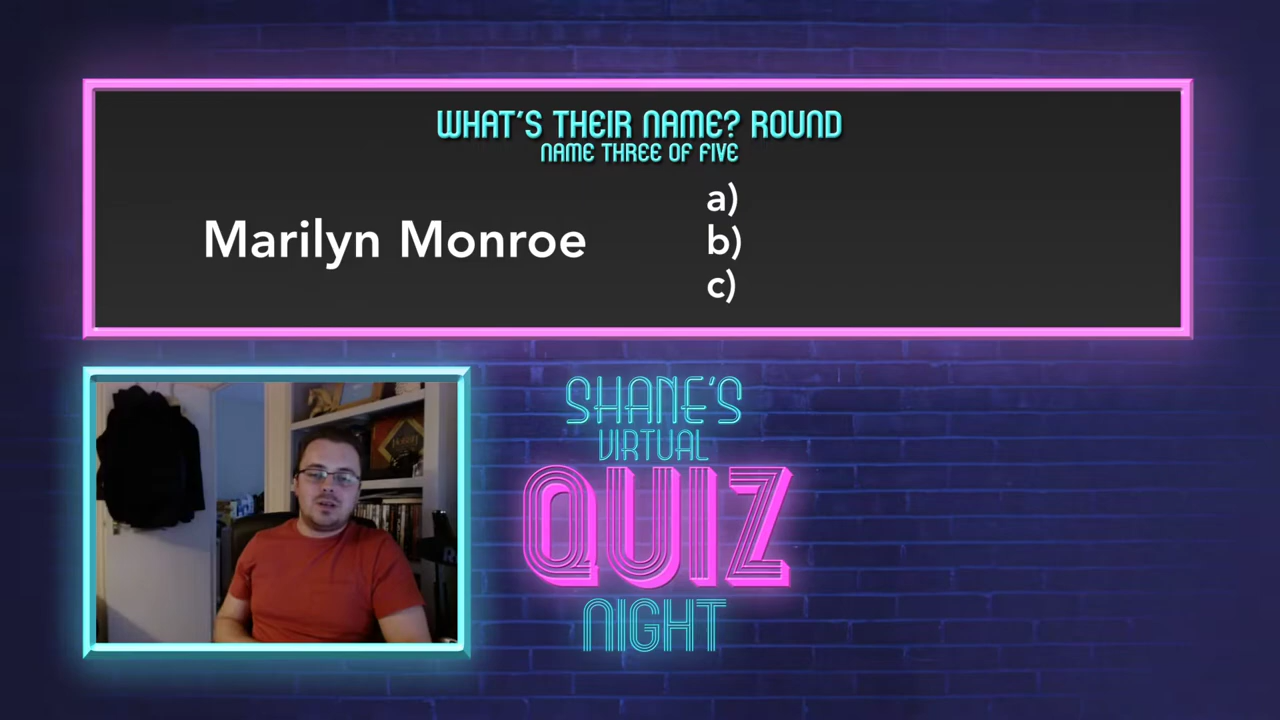 WHAT'S THEIR NAME? ROUND
NAME THREE OF FIVE
Marilyn Monroe
a)
b)
c)
SHANE'S
VIRTUAL
QUIZ
NIGHT